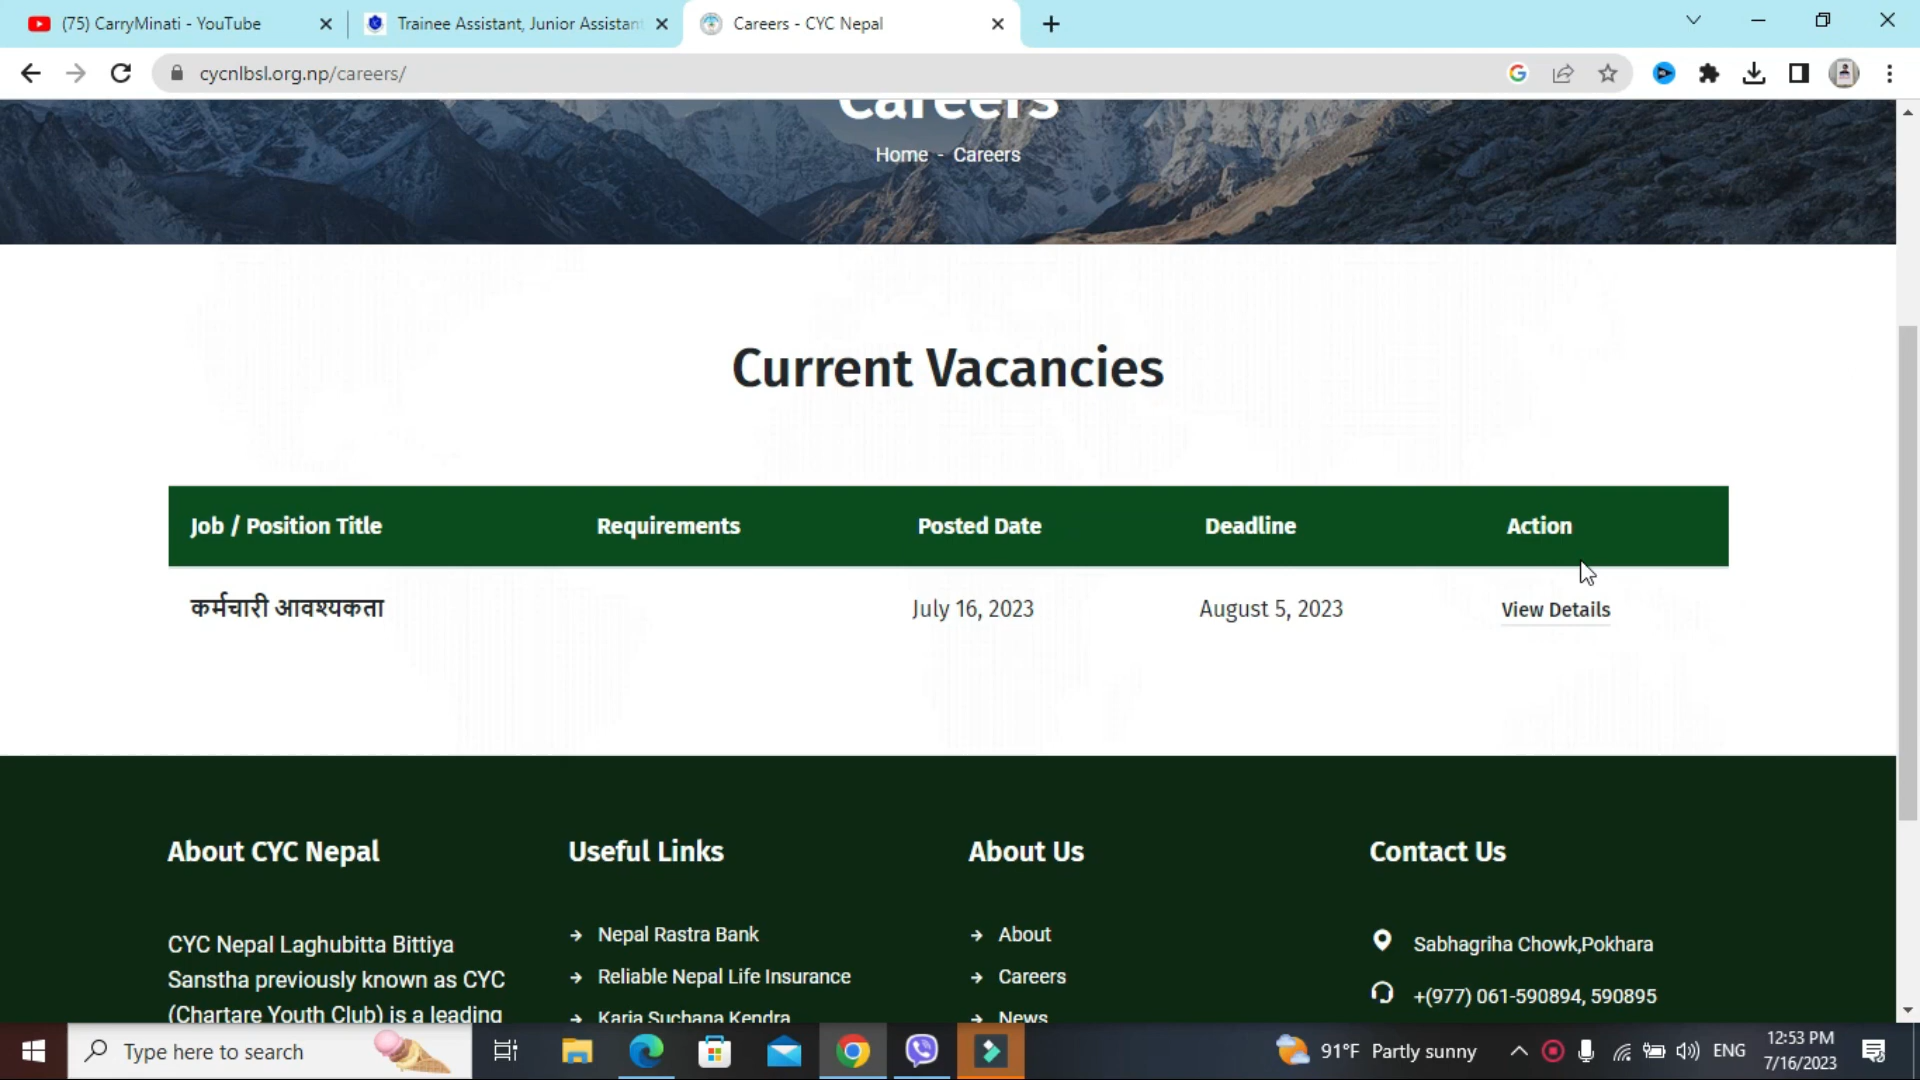 (75) CarryMinati - YouTube
Trainee Assistant, Junior Assistant
Careers - CYC Nepal
cycnlbsl.org.np/careers/
Careers
Home - Careers
Current Vacancies
Job / Position Title Requirements Posted Date Deadline Action
कर्मचारी आवश्यकता July 16, 2023 August 5, 2023 View Details
About CYC Nepal
CYC Nepal Laghubitta Bittiya
Sanstha previously known as CYC
(Chartare Youth Club) is a leading
Useful Links
Nepal Rastra Bank
Reliable Nepal Life Insurance
Karja Suchana Kendra
About Us
About
Careers
News
Contact Us
Sabhagriha Chowk,Pokhara
+(977) 061-590894, 590895
Type here to search
91°F Partly sunny
ENG
12:53 PM
7/16/2023